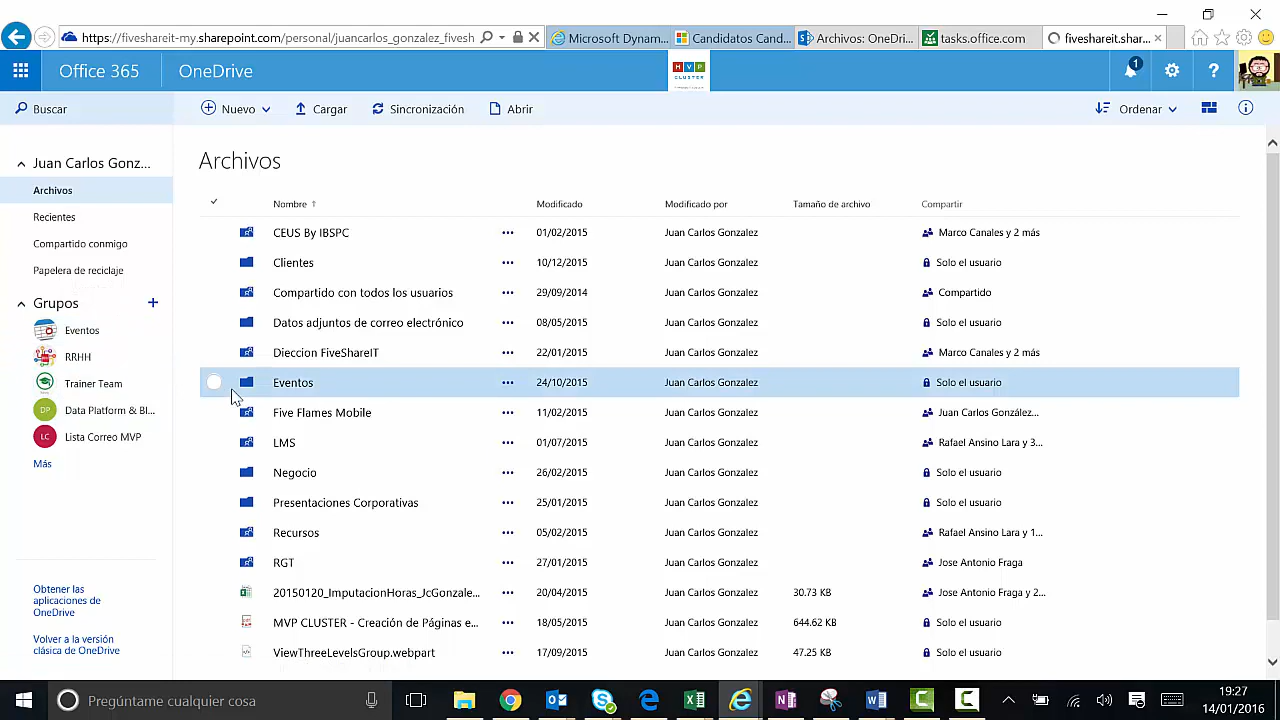 https://fiveshareit-my.sharepoint.com/personal/juancarlos_gonzalez_fivesh
Microsoft Dynam...
Candidatos Cand...
Archivos: OneDri...
tasks.office.com
fiveshareit.shar...
Office 365
OneDrive
MVP
CLUSTER
1
?
Buscar
Nuevo
Cargar
Sincronización
Abrir
Ordenar
Juan Carlos Gonz...
Archivos
Recientes
Compartido conmigo
Papelera de reciclaje
Grupos
Eventos
RRHH
Trainer Team
DP Data Platform & BI...
LC Lista Correo MVP
Más
Obtener las
aplicaciones de
OneDrive
Volver a la versión
clásica de OneDrive
Archivos
Nombre Modificado Modificado por Tamaño de archivo Compartir
CEUS By IBSPC ... 01/02/2015 Juan Carlos Gonzalez Marco Canales y 2 más
Clientes ... 10/12/2015 Juan Carlos Gonzalez Solo el usuario
Compartido con todos los usuarios ... 29/09/2014 Juan Carlos Gonzalez Compartido
Datos adjuntos de correo electrónico ... 08/05/2015 Juan Carlos Gonzalez Solo el usuario
Dieccion FiveShareIT ... 22/01/2015 Juan Carlos Gonzalez Marco Canales y 2 más
Eventos ... 24/10/2015 Juan Carlos Gonzalez Solo el usuario
Five Flames Mobile ... 11/02/2015 Juan Carlos Gonzalez Juan Carlos González...
LMS ... 01/07/2015 Juan Carlos Gonzalez Rafael Ansino Lara y 3...
Negocio ... 26/02/2015 Juan Carlos Gonzalez Solo el usuario
Presentaciones Corporativas ... 25/01/2015 Juan Carlos Gonzalez Solo el usuario
Recursos ... 05/02/2015 Juan Carlos Gonzalez Rafael Ansino Lara y 1...
RGT ... 27/01/2015 Juan Carlos Gonzalez Jose Antonio Fraga
20150120_ImputacionHoras_JcGonzale... ... 20/04/2015 Juan Carlos Gonzalez 30.73 KB Jose Antonio Fraga y 2...
MVP CLUSTER - Creación de Páginas e... ... 18/05/2015 Juan Carlos Gonzalez 644.62 KB Solo el usuario
ViewThreeLevelsGroup.webpart ... 17/09/2015 Juan Carlos Gonzalez 47.25 KB Solo el usuario
Pregúntame cualquier cosa
19:27
14/01/2016